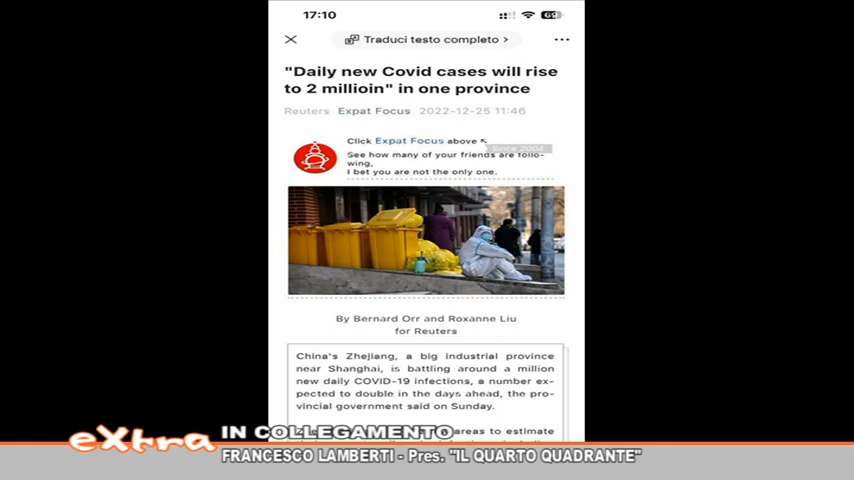 17:10
69
Traduci testo completo >
"Daily new Covid cases will rise
to 2 millioin" in one province
Reuters Expat Focus 2022-12-25 11:46
Click Expat Focus above
Since 2004
See how many of your friends are follo-
wing,
I bet you are not the only one.
By Bernard Orr and Roxanne Liu
for Reuters
China's Zhejiang, a big industrial province
near Shanghai, is battling around a million
new daily COVID-19 infections, a number ex-
pected to double in the days ahead, the pro-
vincial government said on Sunday.
areas to estimate
extra
IN COLLEGAMENTO
FRANCESCO LAMBERTI - Pres. "IL QUARTO QUADRANTE"